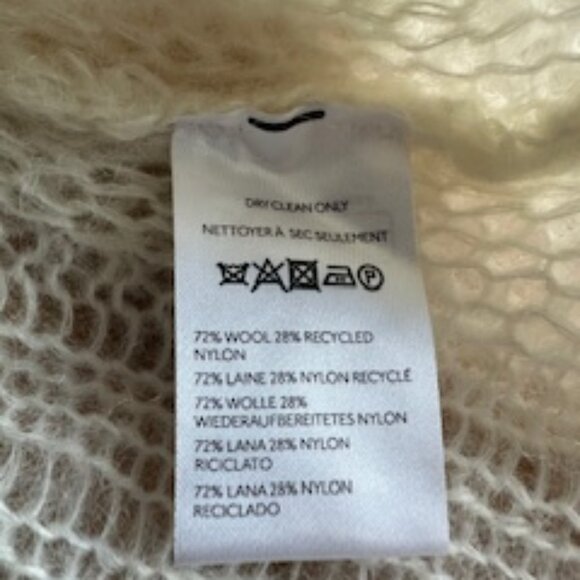 DRY CLEAN ONLY
NETTOYER À SEC SEULEMENT
P
72% WOOL 28% RECYCLED
NYLON
72% LAINE 28% NYLON RECYCLÉ
72% WOLLE 28%
WIEDERAUFBEREITETES NYLON
72% LANA 28% NYLON
RICICLATO
72% LANA 28% NYLON
RECICLADO